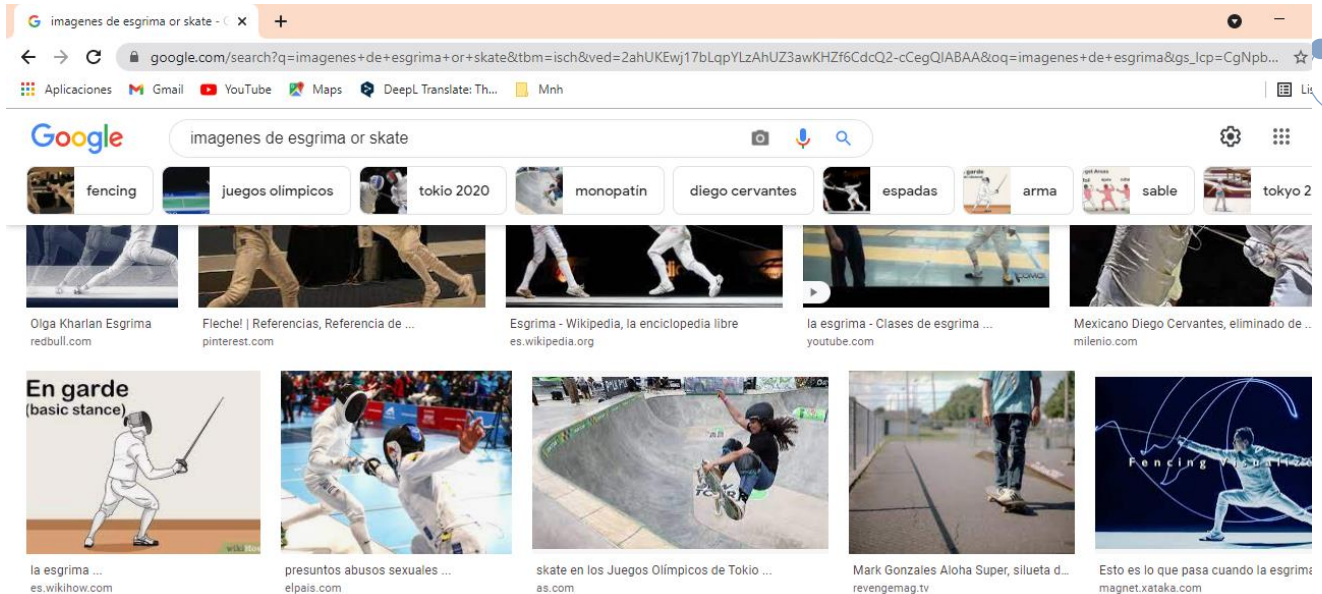 imagenes de esgrima or skate - G
google.com/search?q=imagenes+de+esgrima+or+skate&tbm=isch&ved=2ahUKEwj17bLqpYLzAhUZ3awKHZf6CdcQ2-cCegQIABAA&oq=imagenes+de+esgrima&gs_lcp=CgNpb...
Aplicaciones Gmail YouTube Maps DeepL Translate: Th... Mnh
Google imagenes de esgrima or skate
fencing juegos olimpicos tokio 2020 monopatin diego cervantes espadas arma sable tokyo 2
Olga Kharlan Esgrima Fleche! | Referencias, Referencia de ... Esgrima - Wikipedia, la enciclopedia libre la esgrima - Clases de esgrima ... Mexicano Diego Cervantes, eliminado de ..
redbull.com pinterest.com es.wikipedia.org youtube.com milenio.com
En garde
(basic stance)
Fencing Visualize
wikiHow
la esgrima ... presuntos abusos sexuales ... skate en los Juegos Olímpicos de Tokio ... Mark Gonzales Aloha Super, silueta d... Esto es lo que pasa cuando la esgrima
es.wikihow.com elpais.com as.com revengemag.tv magnet.xataka.com